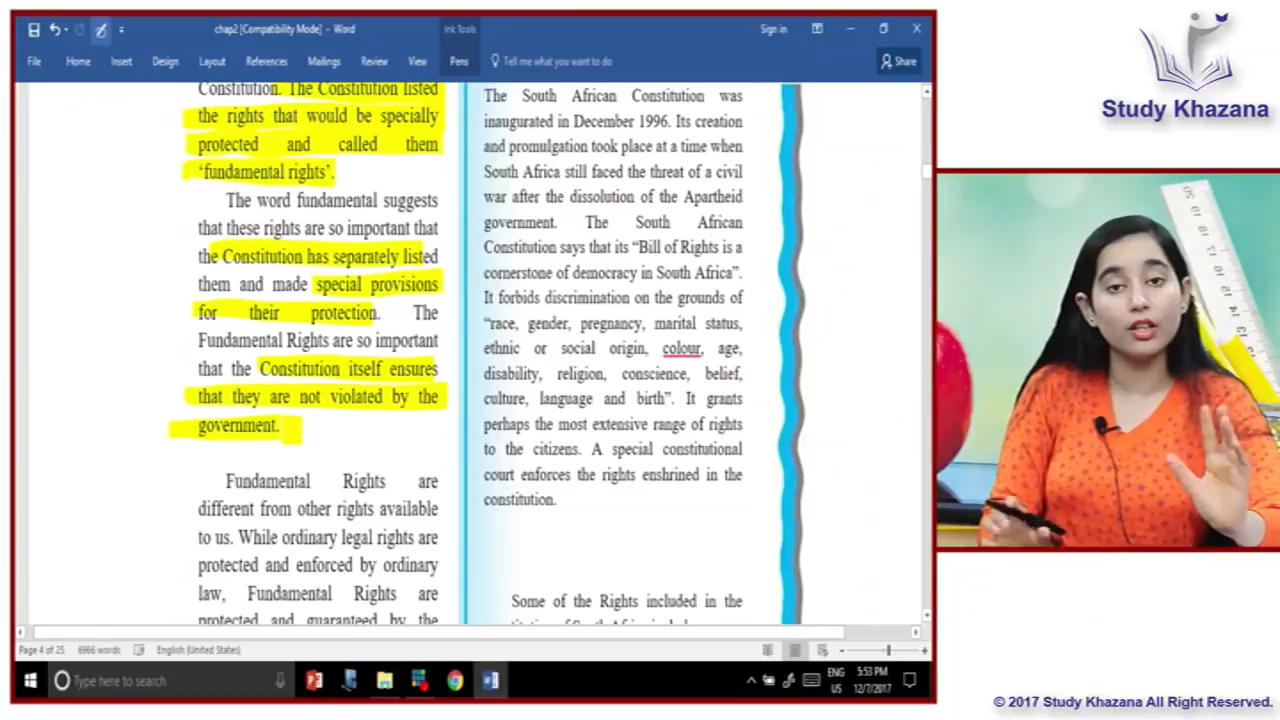 chap2 [Compatibility Mode] - Word
Ink Tools
Sign in
File
Home
Insert
Design
Layout
References
Mailings
Review
View
Pens
Tell me what you want to do
Share
Constitution. The Constitution listed
the rights that would be specially
protected and called them
‘fundamental rights’.
The word fundamental suggests
that these rights are so important that
the Constitution has separately listed
them and made special provisions
for their protection. The
Fundamental Rights are so important
that the Constitution itself ensures
that they are not violated by the
government.
Fundamental Rights are
different from other rights available
to us. While ordinary legal rights are
protected and enforced by ordinary
law, Fundamental Rights are
protected and guaranteed by the
The South African Constitution was
inaugurated in December 1996. Its creation
and promulgation took place at a time when
South Africa still faced the threat of a civil
war after the dissolution of the Apartheid
government. The South African
Constitution says that its “Bill of Rights is a
cornerstone of democracy in South Africa”.
It forbids discrimination on the grounds of
“race, gender, pregnancy, marital status,
ethnic or social origin, colour, age,
disability, religion, conscience, belief,
culture, language and birth”. It grants
perhaps the most extensive range of rights
to the citizens. A special constitutional
court enforces the rights enshrined in the
constitution.
Some of the Rights included in the
Page 4 of 25
6966 words
English (United States)
Type here to search
ENG
US
5:53 PM
12/7/2017
Study Khazana
© 2017 Study Khazana All Right Reserved.